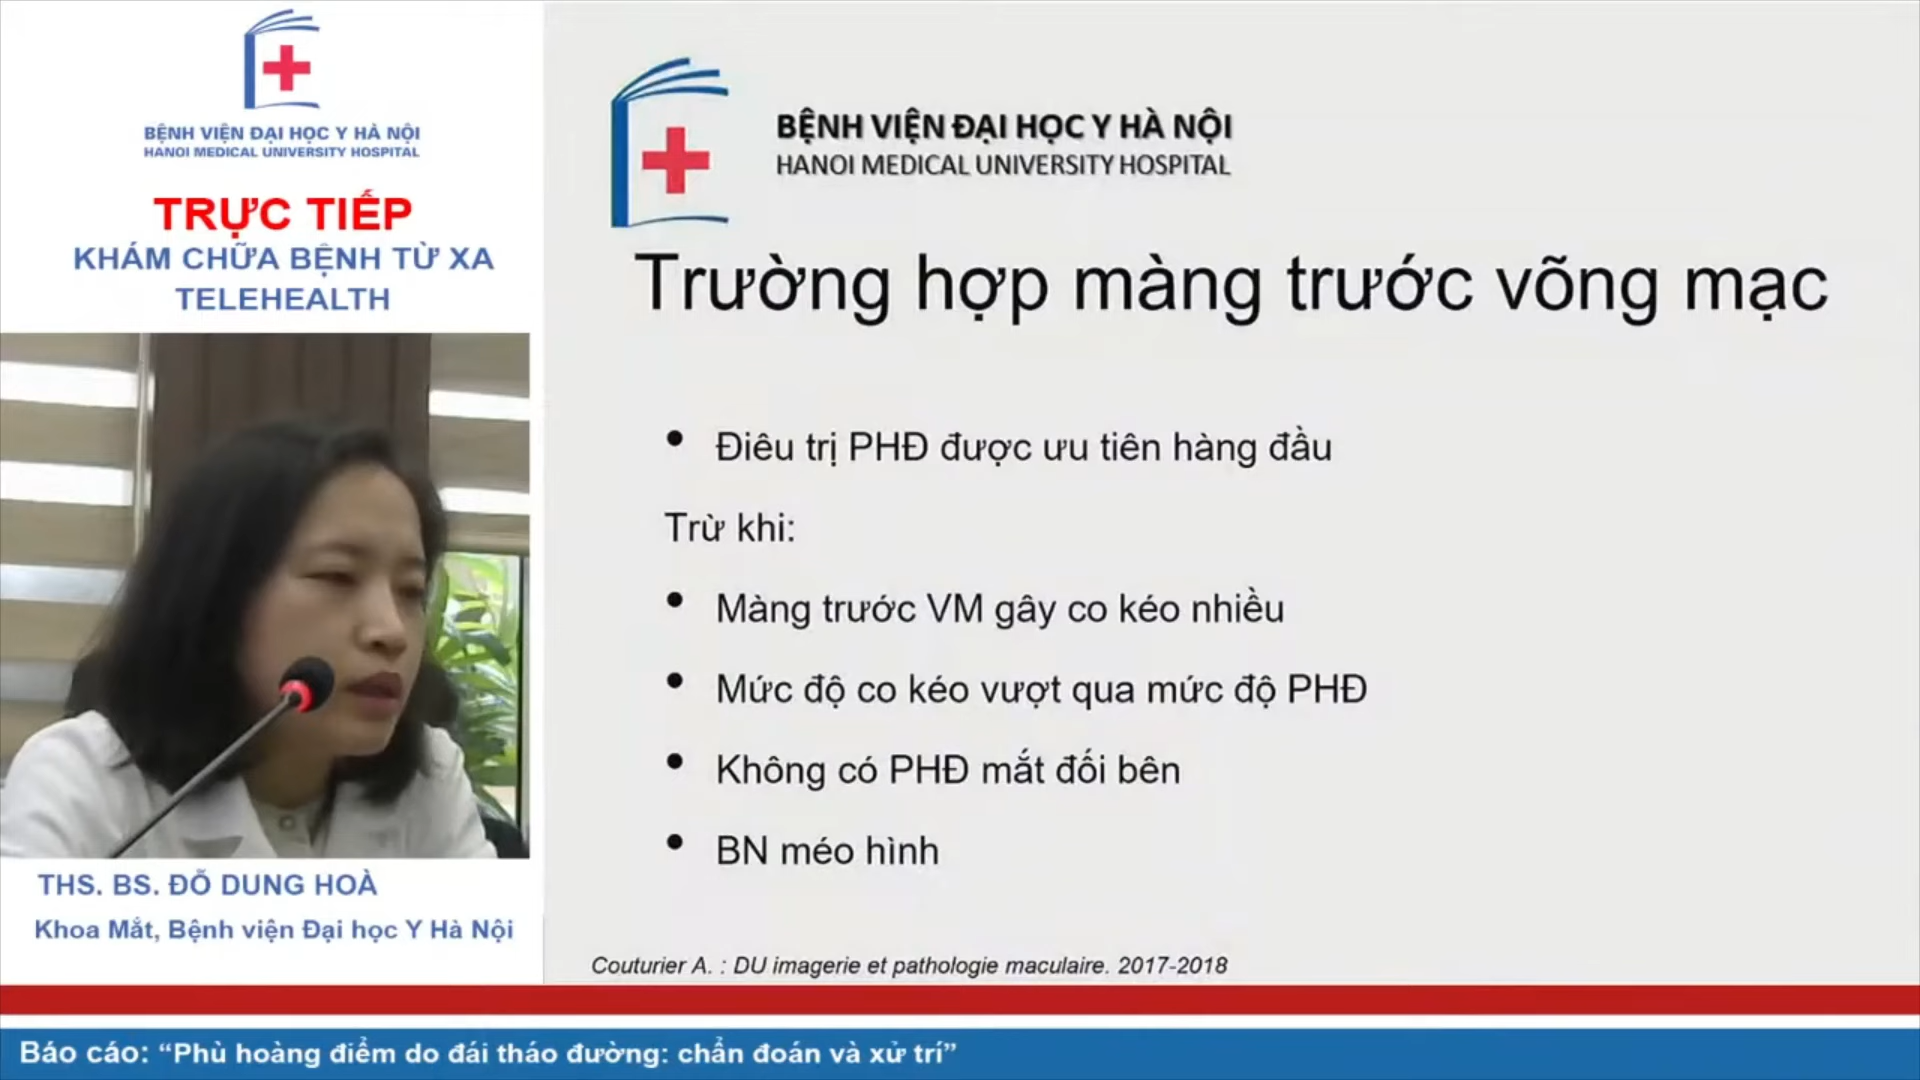 BỆNH VIỆN ĐẠI HỌC Y HÀ NỘI
HANOI MEDICAL UNIVERSITY HOSPITAL
TRỰC TIẾP
KHÁM CHỮA BỆNH TỪ XA
TELEHEALTH
THS. BS. ĐỖ DUNG HOÀ
Khoa Mắt, Bệnh viện Đại học Y Hà Nội
BỆNH VIỆN ĐẠI HỌC Y HÀ NỘI
HANOI MEDICAL UNIVERSITY HOSPITAL
Trường hợp màng trước võng mạc
• Điêu trị PHĐ được ưu tiên hàng đầu
Trừ khi:
• Màng trước VM gây co kéo nhiều
• Mức độ co kéo vượt qua mức độ PHĐ
• Không có PHĐ mắt đối bên
• BN méo hình
Couturier A. : DU imagerie et pathologie maculaire. 2017-2018
Báo cáo: “Phù hoàng điểm do đái tháo đường: chẩn đoán và xử trí”